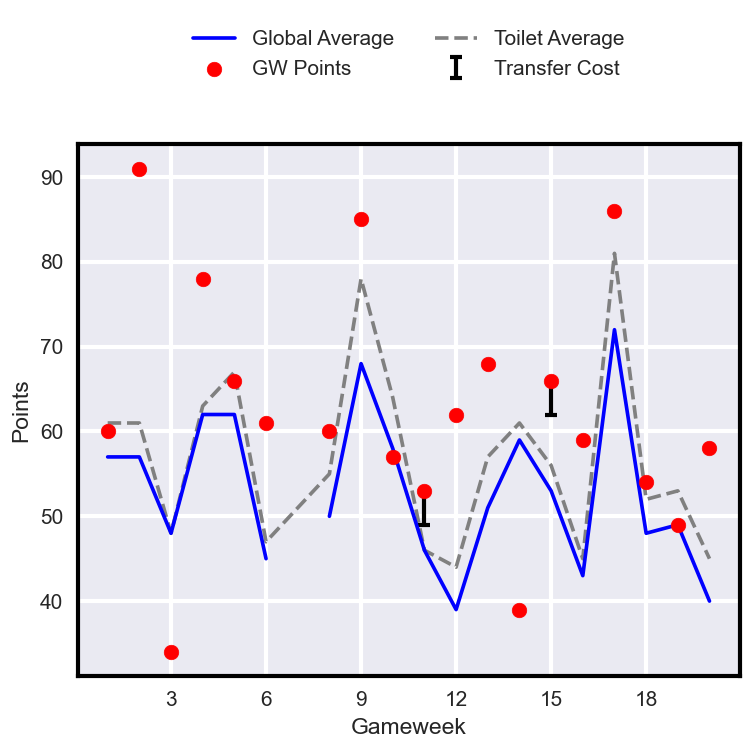 Global Average
Toilet Average
GW Points
Transfer Cost
90
80
70
60
50
40
Points
3 6 9 12 15 18
Gameweek